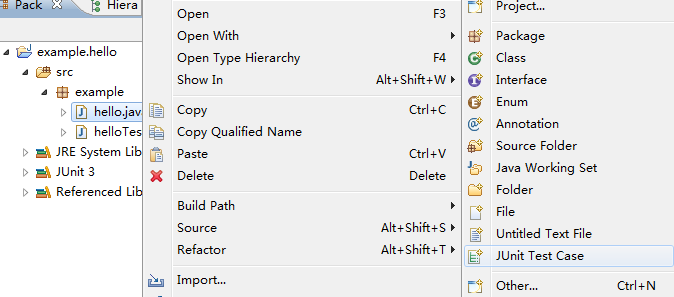 Pack
Hiera
example.hello
src
example
hello.java
helloTes
JRE System Lib
JUnit 3
Referenced Lib
Open F3
Open With
Open Type Hierarchy F4
Show In Alt+Shift+W
Copy Ctrl+C
Copy Qualified Name
Paste Ctrl+V
Delete Delete
Build Path
Source Alt+Shift+S
Refactor Alt+Shift+T
Import...
Project...
Package
Class
Interface
Enum
Annotation
Source Folder
Java Working Set
Folder
File
Untitled Text File
JUnit Test Case
Other... Ctrl+N